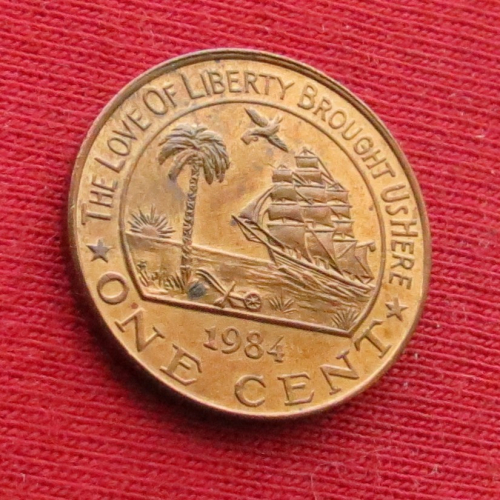 THE LOVE OF LIBERTY BROUGHT US HERE
1984
★ ONE CENT ★